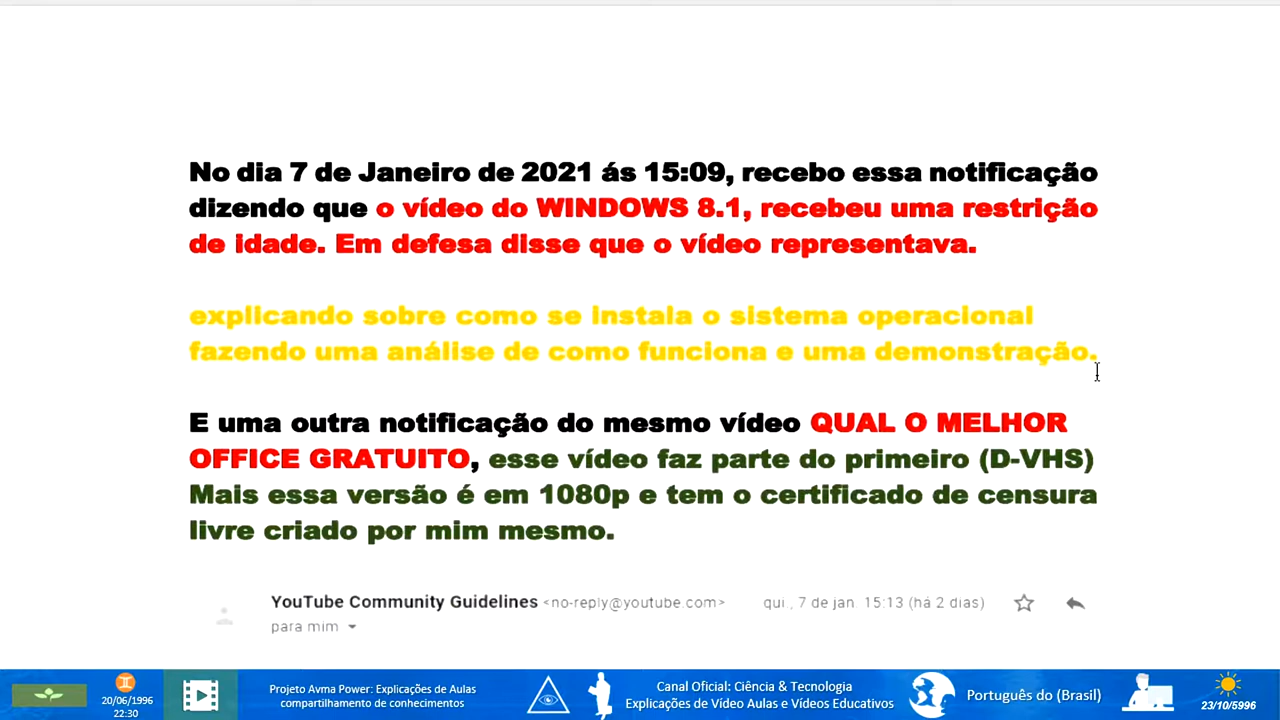 No dia 7 de Janeiro de 2021 ás 15:09, recebo essa notificação
dizendo que o vídeo do WINDOWS 8.1, recebeu uma restrição
de idade. Em defesa disse que o vídeo representava.
explicando sobre como se instala o sistema operacional
fazendo uma análise de como funciona e uma demonstração.
E uma outra notificação do mesmo vídeo QUAL O MELHOR
OFFICE GRATUITO, esse vídeo faz parte do primeiro (D-VHS)
Mais essa versão é em 1080p e tem o certificado de censura
livre criado por mim mesmo.
YouTube Community Guidelines <no-reply@youtube.com> qui., 7 de jan. 15:13 (há 2 dias)
para mim
20/06/1996
22:30
Projeto Avma Power: Explicações de Aulas
compartilhamento de conhecimentos
Canal Oficial: Ciência & Tecnologia
Explicações de Vídeo Aulas e Vídeos Educativos
Português do (Brasil)
23/10/5996